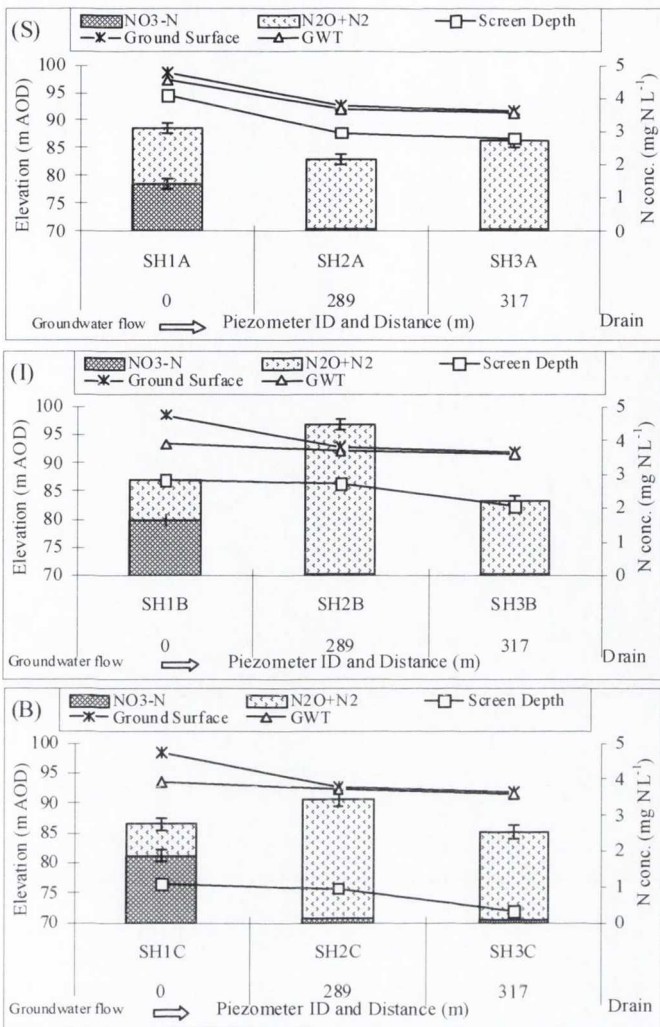 (S)
NO3-N N2O+N2 Screen Depth
Ground Surface GWT
Elevation (m AOD)
100
95
90
85
80
75
70
N conc. (mg N L⁻¹)
5
4
3
2
1
0
SH1A SH2A SH3A
0 289 317
Groundwater flow Piezometer ID and Distance (m) Drain
(I)
NO3-N N2O+N2 Screen Depth
Ground Surface GWT
Elevation (m AOD)
100
95
90
85
80
75
70
N conc. (mg N L⁻¹)
5
4
3
2
1
0
SH1B SH2B SH3B
0 289 317
Groundwater flow Piezometer ID and Distance (m) Drain
(B)
NO3-N N2O+N2 Screen Depth
Ground Surface GWT
Elevation (m AOD)
100
95
90
85
80
75
70
N conc. (mg N L⁻¹)
5
4
3
2
1
0
SH1C SH2C SH3C
0 289 317
Groundwater flow Piezometer ID and Distance (m) Drain